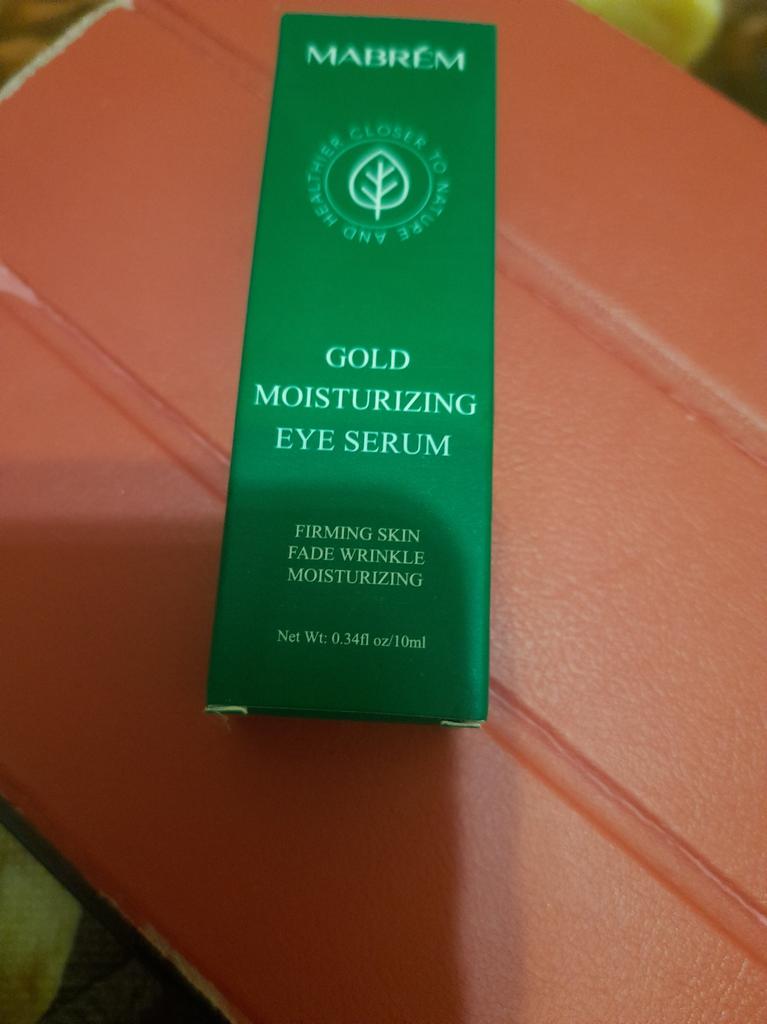 MABRÉM
CLOSER TO NATURE AND HEALTHIER
GOLD
MOISTURIZING
EYE SERUM
FIRMING SKIN
FADE WRINKLE
MOISTURIZING
Net Wt: 0.34fl oz/10ml